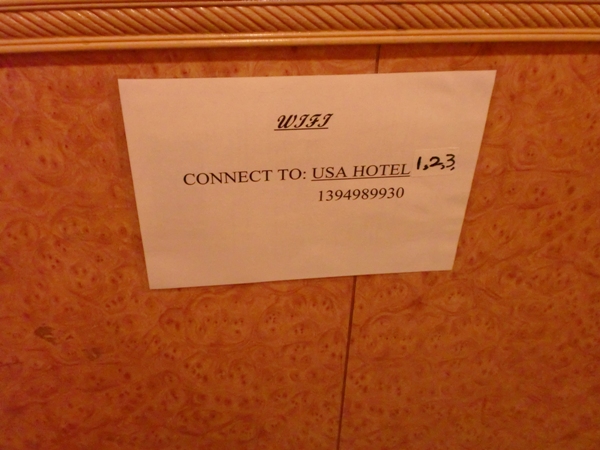 WIFI
CONNECT TO: USA HOTEL 1,2,3
1394989930